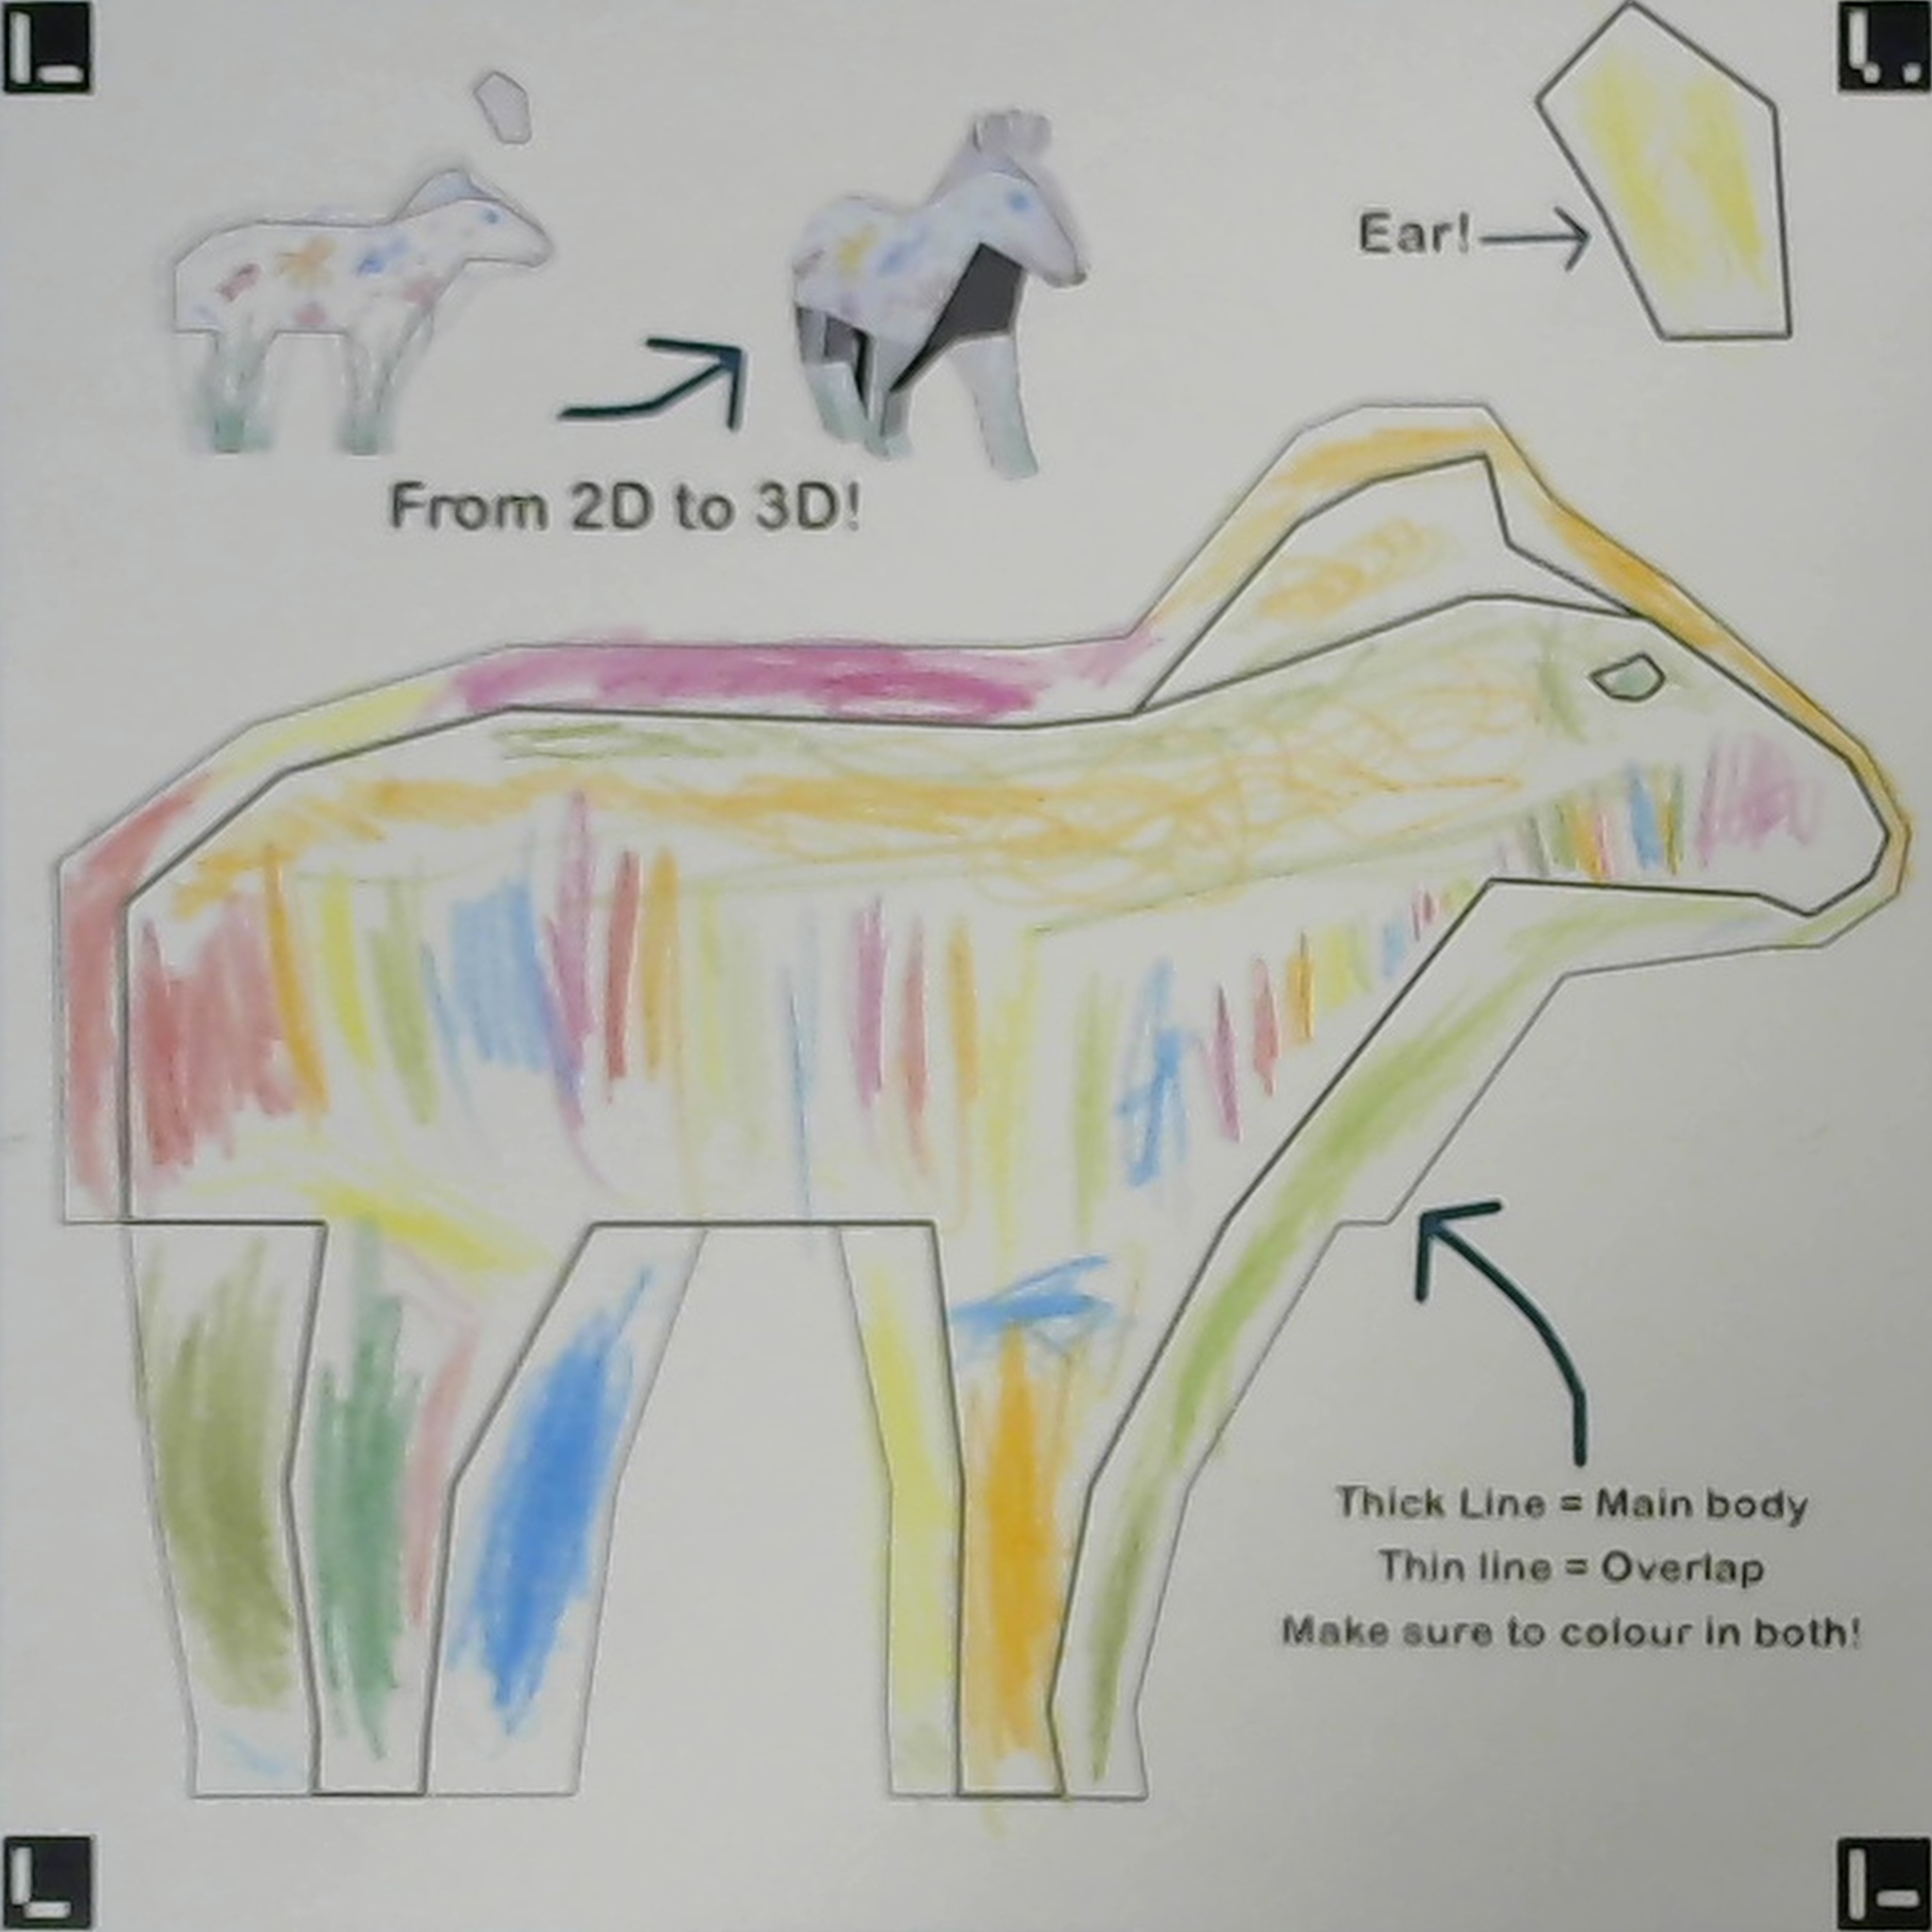 Ear!
From 2D to 3D!
Thick Line = Main body
Thin line = Overlap
Make sure to colour in both!